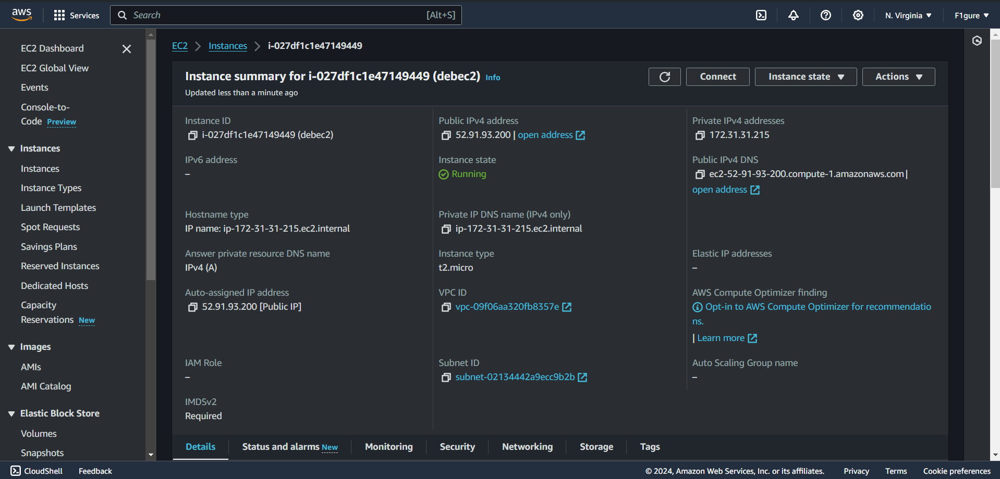 aws
Services
Search [Alt+S]
N. Virginia
F1gure
EC2 Dashboard
EC2 Global View
Events
Console-to-
Code Preview
Instances
Instances
Instance Types
Launch Templates
Spot Requests
Savings Plans
Reserved Instances
Dedicated Hosts
Capacity
Reservations New
Images
AMIs
AMI Catalog
Elastic Block Store
Volumes
Snapshots
EC2 Instances i-027df1c1e47149449
Instance summary for i-027df1c1e47149449 (debec2) Info
Updated less than a minute ago
Connect
Instance state
Actions
Instance ID
i-027df1c1e47149449 (debec2)
Public IPv4 address
52.91.93.200 | open address
Private IPv4 addresses
172.31.31.215
IPv6 address
–
Instance state
Running
Public IPv4 DNS
ec2-52-91-93-200.compute-1.amazonaws.com |
open address
Hostname type
IP name: ip-172-31-31-215.ec2.internal
Private IP DNS name (IPv4 only)
ip-172-31-31-215.ec2.internal
Answer private resource DNS name
IPv4 (A)
Instance type
t2.micro
Elastic IP addresses
–
Auto-assigned IP address
52.91.93.200 [Public IP]
VPC ID
vpc-09f06aa320fb8357e
AWS Compute Optimizer finding
Opt-in to AWS Compute Optimizer for recommendatio
ns.
| Learn more
IAM Role
–
Subnet ID
subnet-02134442a9ecc9b2b
Auto Scaling Group name
–
IMDSv2
Required
Details
Status and alarms New
Monitoring
Security
Networking
Storage
Tags
CloudShell
Feedback
© 2024, Amazon Web Services, Inc. or its affiliates.
Privacy
Terms
Cookie preferences